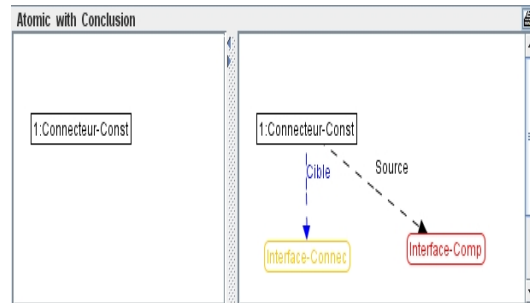 Atomic with Conclusion
1:Connecteur-Const
1:Connecteur-Const
Cible
Source
Interface-Connec
Interface-Comp